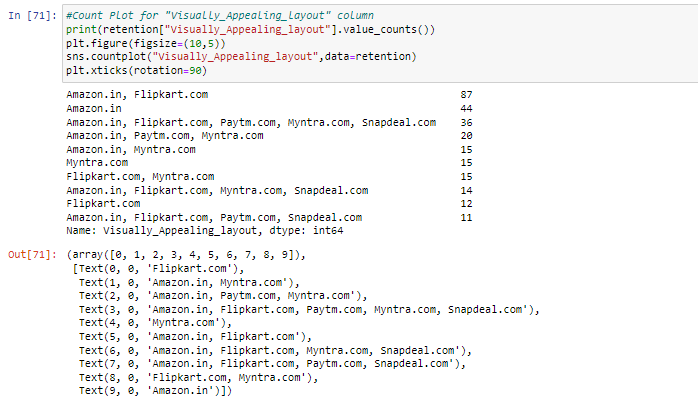 In [71]: #Count Plot for "Visually_Appealing_layout" column
print(retention["Visually_Appealing_layout"].value_counts())
plt.figure(figsize=(10,5))
sns.countplot("Visually_Appealing_layout",data=retention)
plt.xticks(rotation=90)
Amazon.in, Flipkart.com 87
Amazon.in 44
Amazon.in, Flipkart.com, Paytm.com, Myntra.com, Snapdeal.com 36
Amazon.in, Paytm.com, Myntra.com 20
Amazon.in, Myntra.com 15
Myntra.com 15
Flipkart.com, Myntra.com 15
Amazon.in, Flipkart.com, Myntra.com, Snapdeal.com 14
Flipkart.com 12
Amazon.in, Flipkart.com, Paytm.com, Snapdeal.com 11
Name: Visually_Appealing_layout, dtype: int64
Out[71]: (array([0, 1, 2, 3, 4, 5, 6, 7, 8, 9]),
[Text(0, 0, 'Flipkart.com'),
Text(1, 0, 'Amazon.in, Myntra.com'),
Text(2, 0, 'Amazon.in, Paytm.com, Myntra.com'),
Text(3, 0, 'Amazon.in, Flipkart.com, Paytm.com, Myntra.com, Snapdeal.com'),
Text(4, 0, 'Myntra.com'),
Text(5, 0, 'Amazon.in, Flipkart.com'),
Text(6, 0, 'Amazon.in, Flipkart.com, Myntra.com, Snapdeal.com'),
Text(7, 0, 'Amazon.in, Flipkart.com, Paytm.com, Snapdeal.com'),
Text(8, 0, 'Flipkart.com, Myntra.com'),
Text(9, 0, 'Amazon.in')])